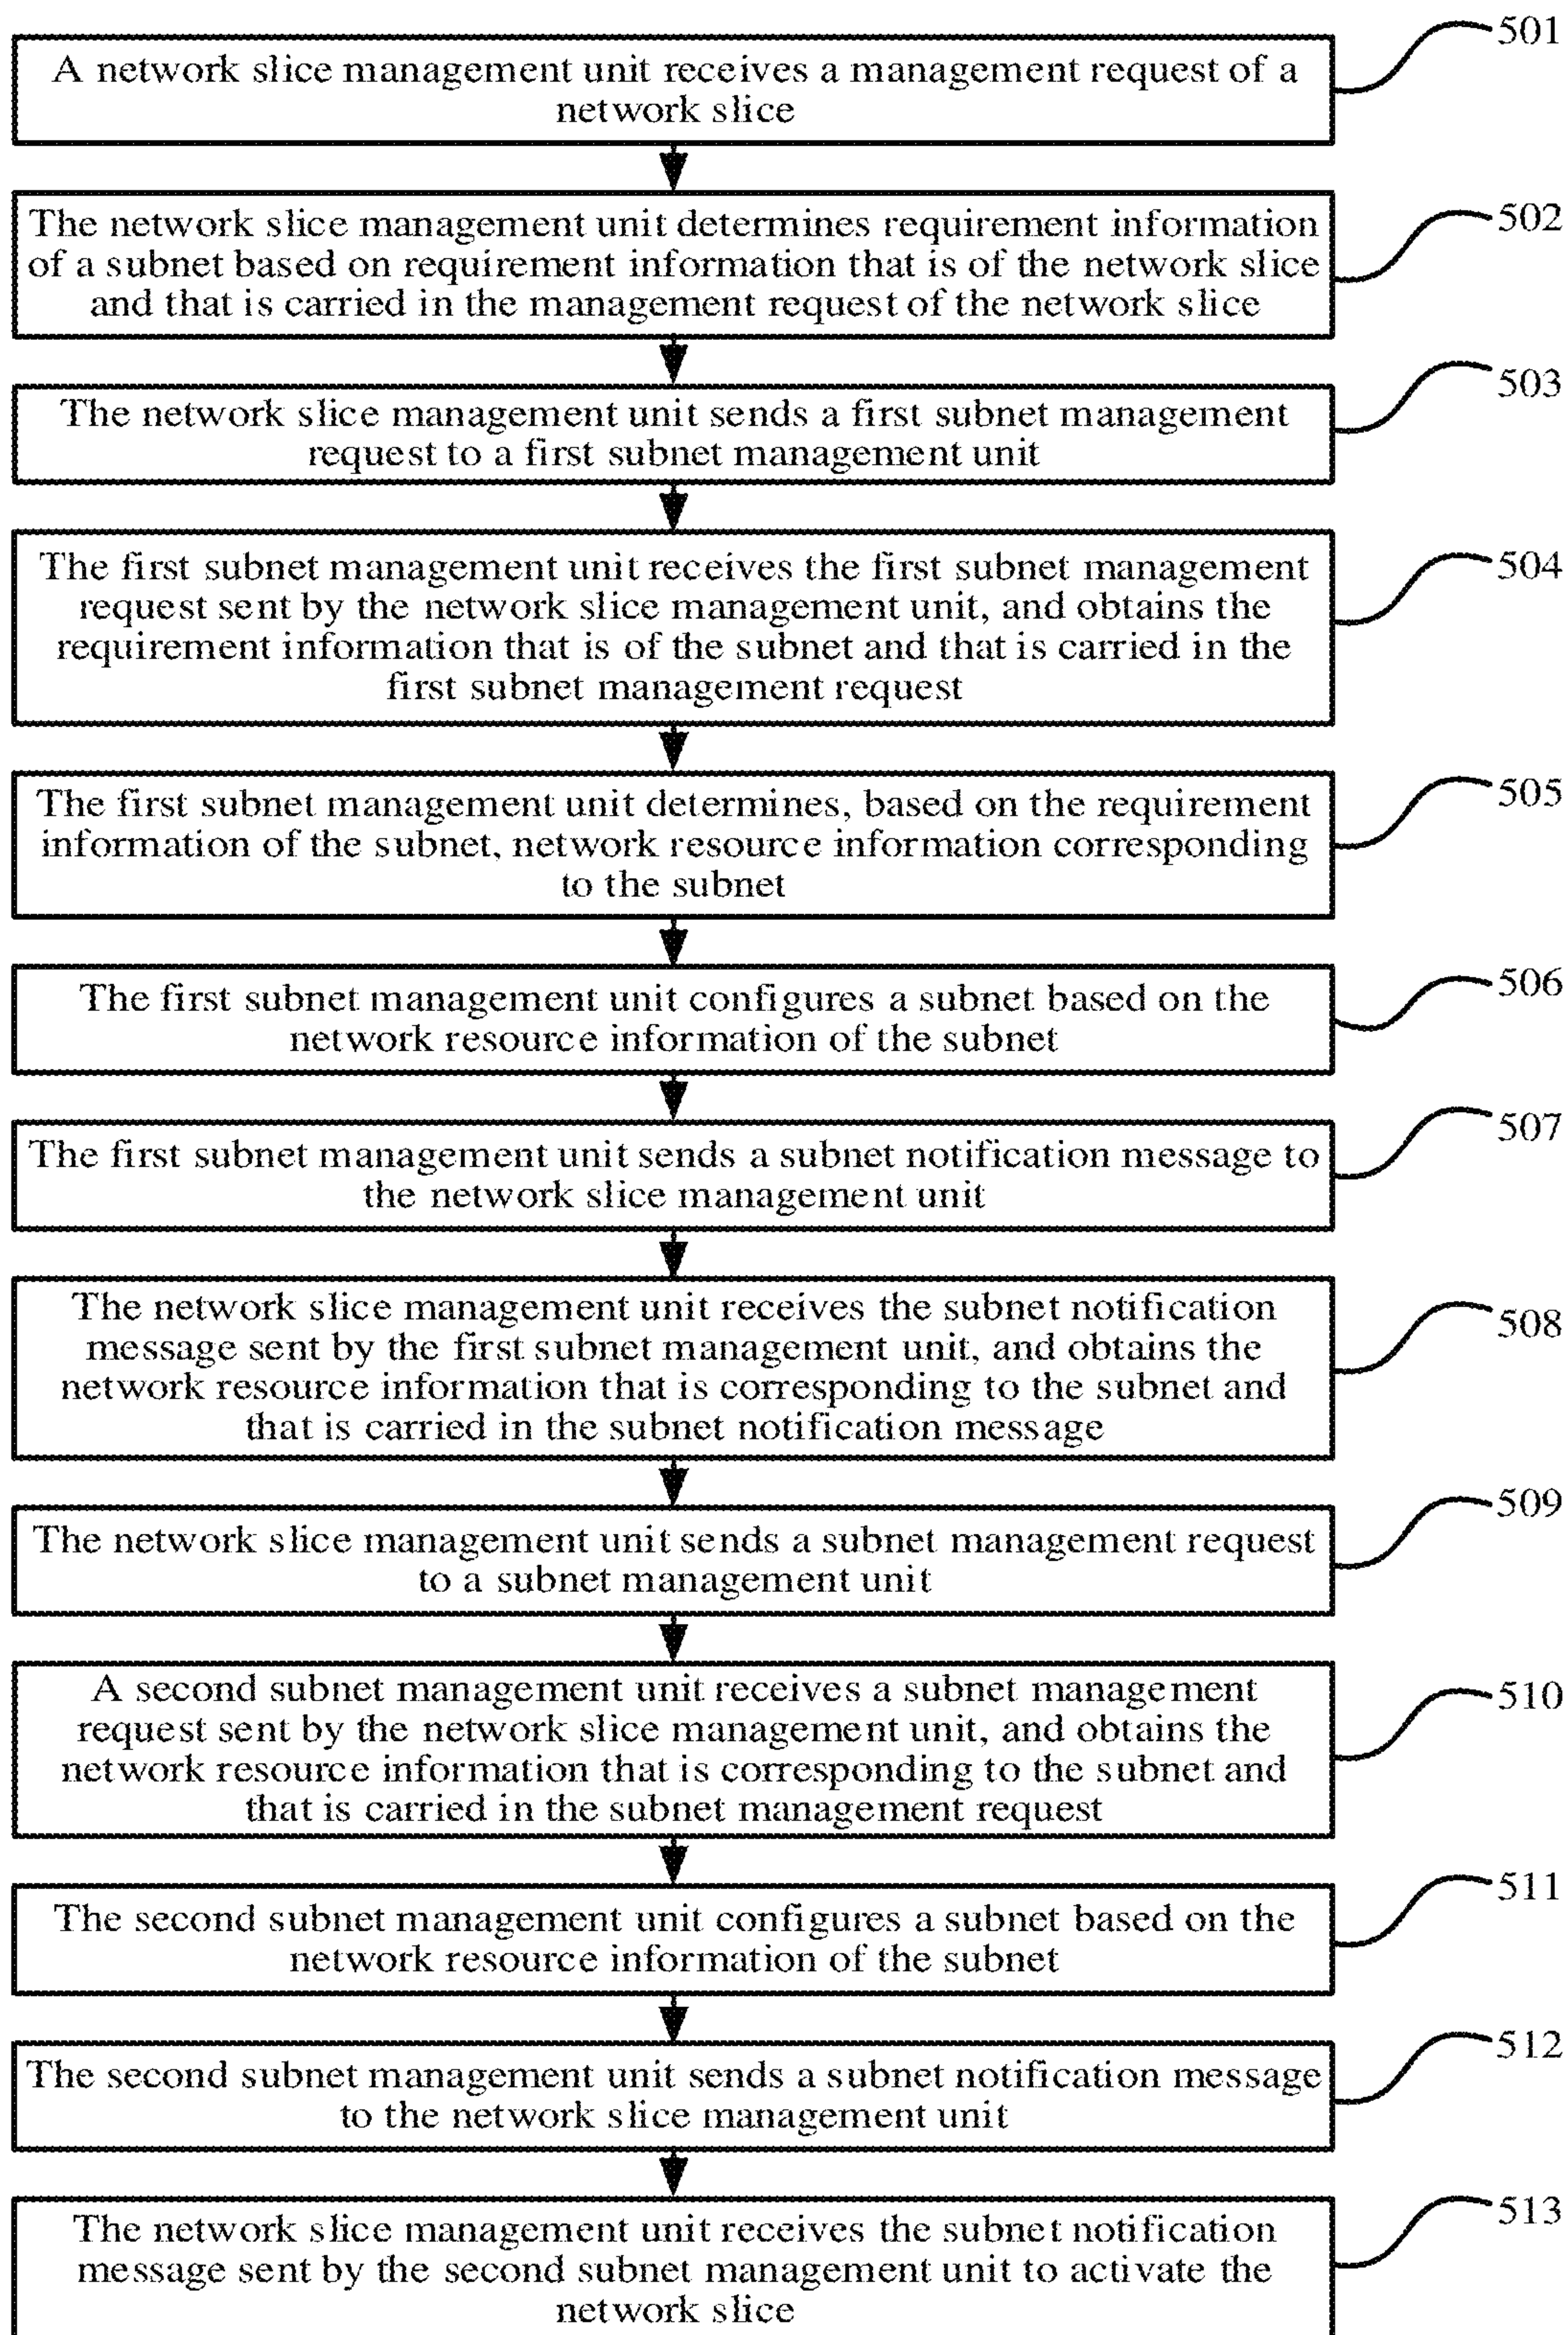 501
A network slice management unit receives a management request of a
network slice
502
The network slice management unit determines requirement information
of a subnet based on requirement information that is of the network slice
and that is carried in the management request of the network slice
503
The network slice management unit sends a first subnet management
request to a first subnet management unit
504
The first subnet management unit receives the first subnet management
request sent by the network slice management unit, and obtains the
requirement information that is of the subnet and that is carried in the
first subnet management request
505
The first subnet management unit determines, based on the requirement
information of the subnet, network resource information corresponding
to the subnet
506
The first subnet management unit configures a subnet based on the
network resource information of the subnet
507
The first subnet management unit sends a subnet notification message to
the network slice management unit
508
The network slice management unit receives the subnet notification
message sent by the first subnet management unit, and obtains the
network resource information that is corresponding to the subnet and
that is carried in the subnet notification message
509
The network slice management unit sends a subnet management request
to a subnet management unit
510
A second subnet management unit receives a subnet management
request sent by the network slice management unit, and obtains the
network resource information that is corresponding to the subnet and
that is carried in the subnet management request
511
The second subnet management unit configures a subnet based on the
network resource information of the subnet
512
The second subnet management unit sends a subnet notification message
to the network slice management unit
513
The network slice management unit receives the subnet notification
message sent by the second subnet management unit to activate the
network slice